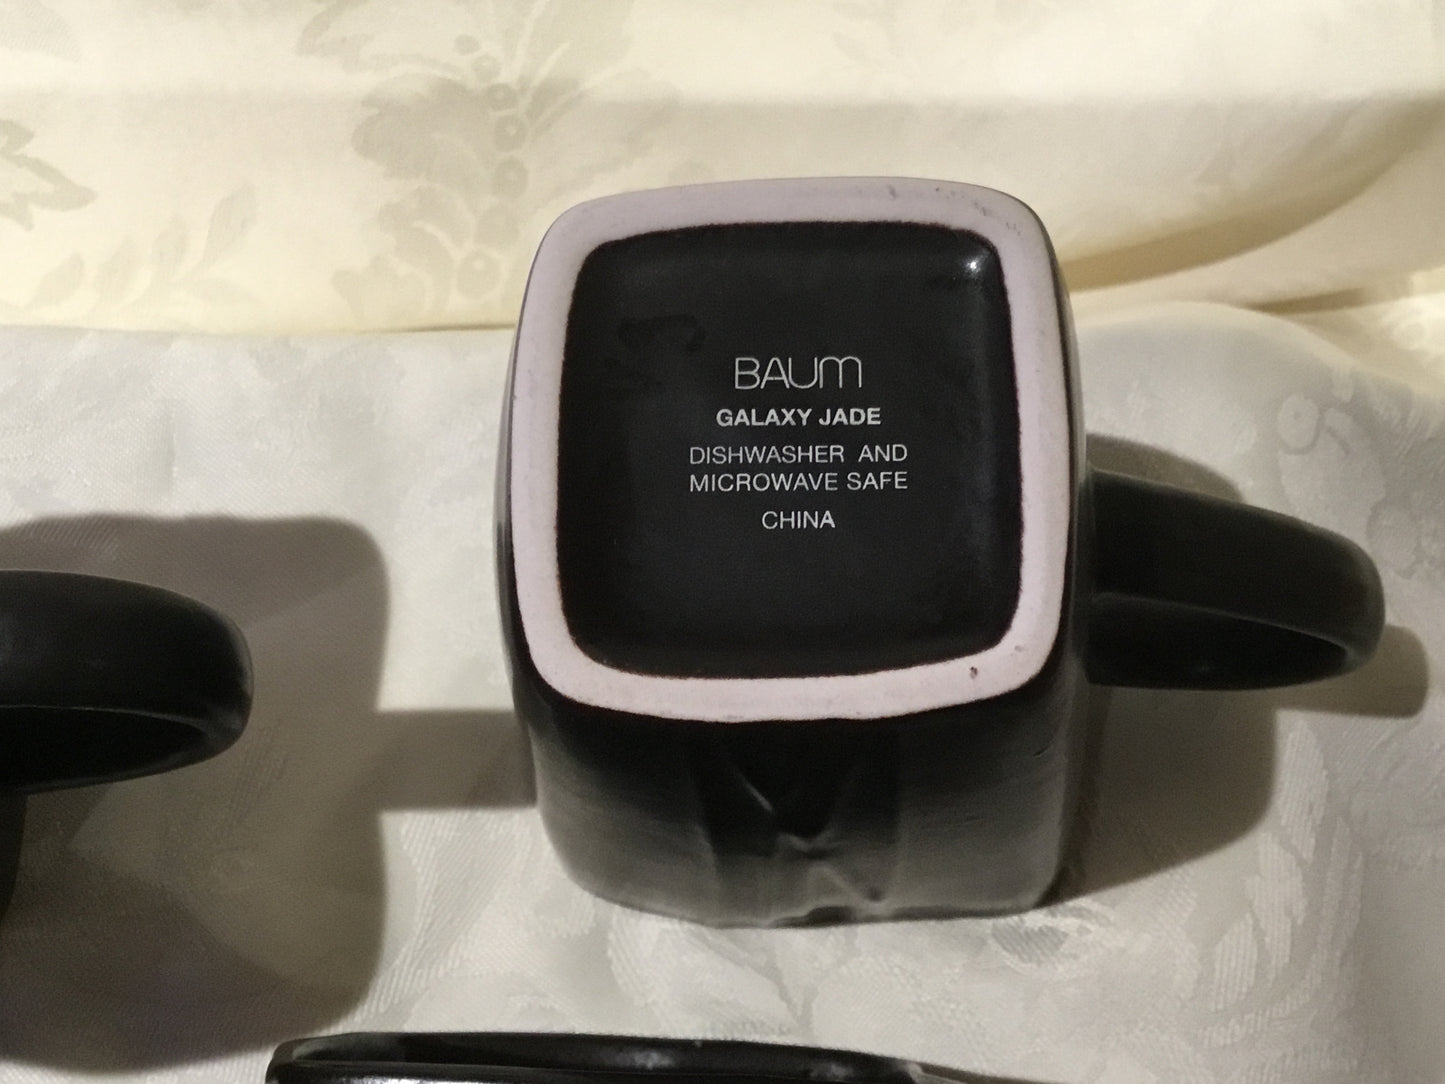 BAUM
GALAXY JADE
DISHWASHER AND
MICROWAVE SAFE
CHINA